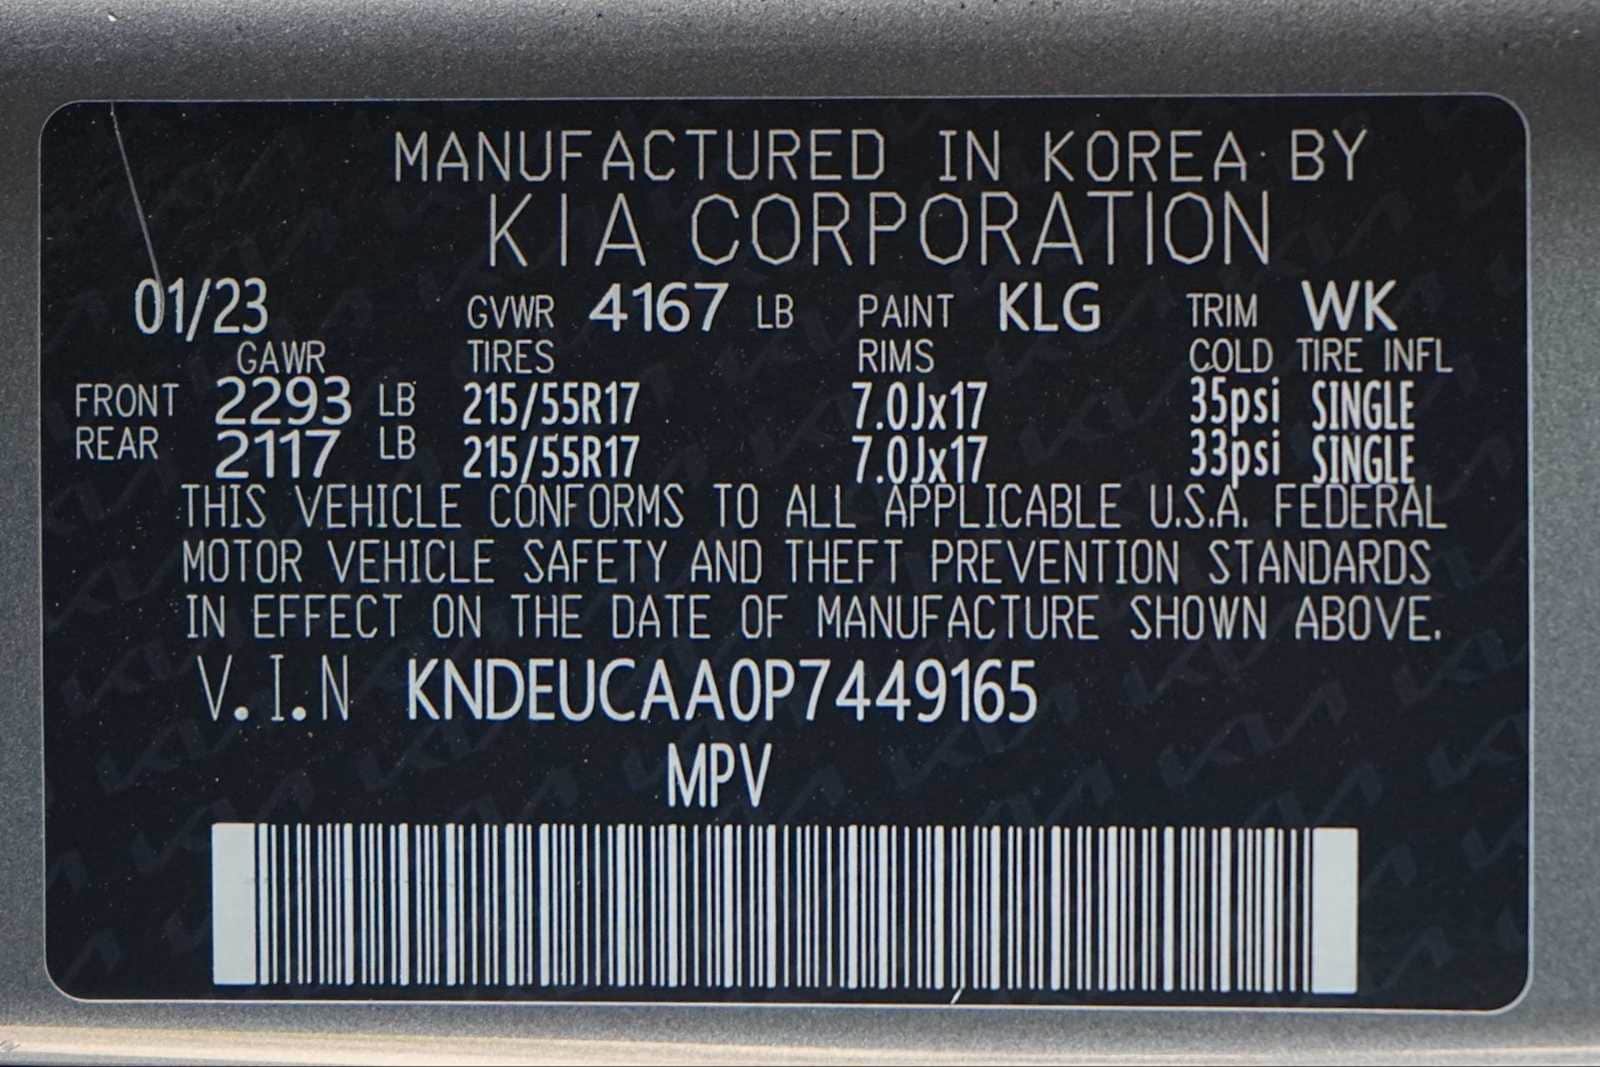 MANUFACTURED IN KOREA BY
KIA CORPORATION
01/23 GVWR 4167 LB PAINT KLG TRIM WK
GAWR TIRES RIMS COLD TIRE INFL
FRONT 2293 LB 215/55R17 7.0Jx17 35psi SINGLE
REAR 2117 LB 215/55R17 7.0Jx17 33psi SINGLE
THIS VEHICLE CONFORMS TO ALL APPLICABLE U.S.A. FEDERAL
MOTOR VEHICLE SAFETY AND THEFT PREVENTION STANDARDS
IN EFFECT ON THE DATE OF MANUFACTURE SHOWN ABOVE.
V.I.N KNDEUCAA0P7449165
MPV